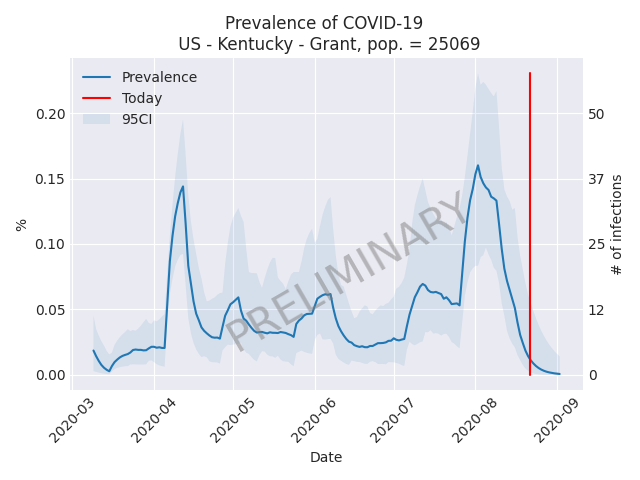 Prevalence of COVID-19
US - Kentucky - Grant, pop. = 25069
Prevalence
Today
95CI
PRELIMINARY
%
0.20
0.15
0.10
0.05
0.00
50
37
25
12
0
# of infections
2020-03
2020-04
2020-05
2020-06
2020-07
2020-08
2020-09
Date